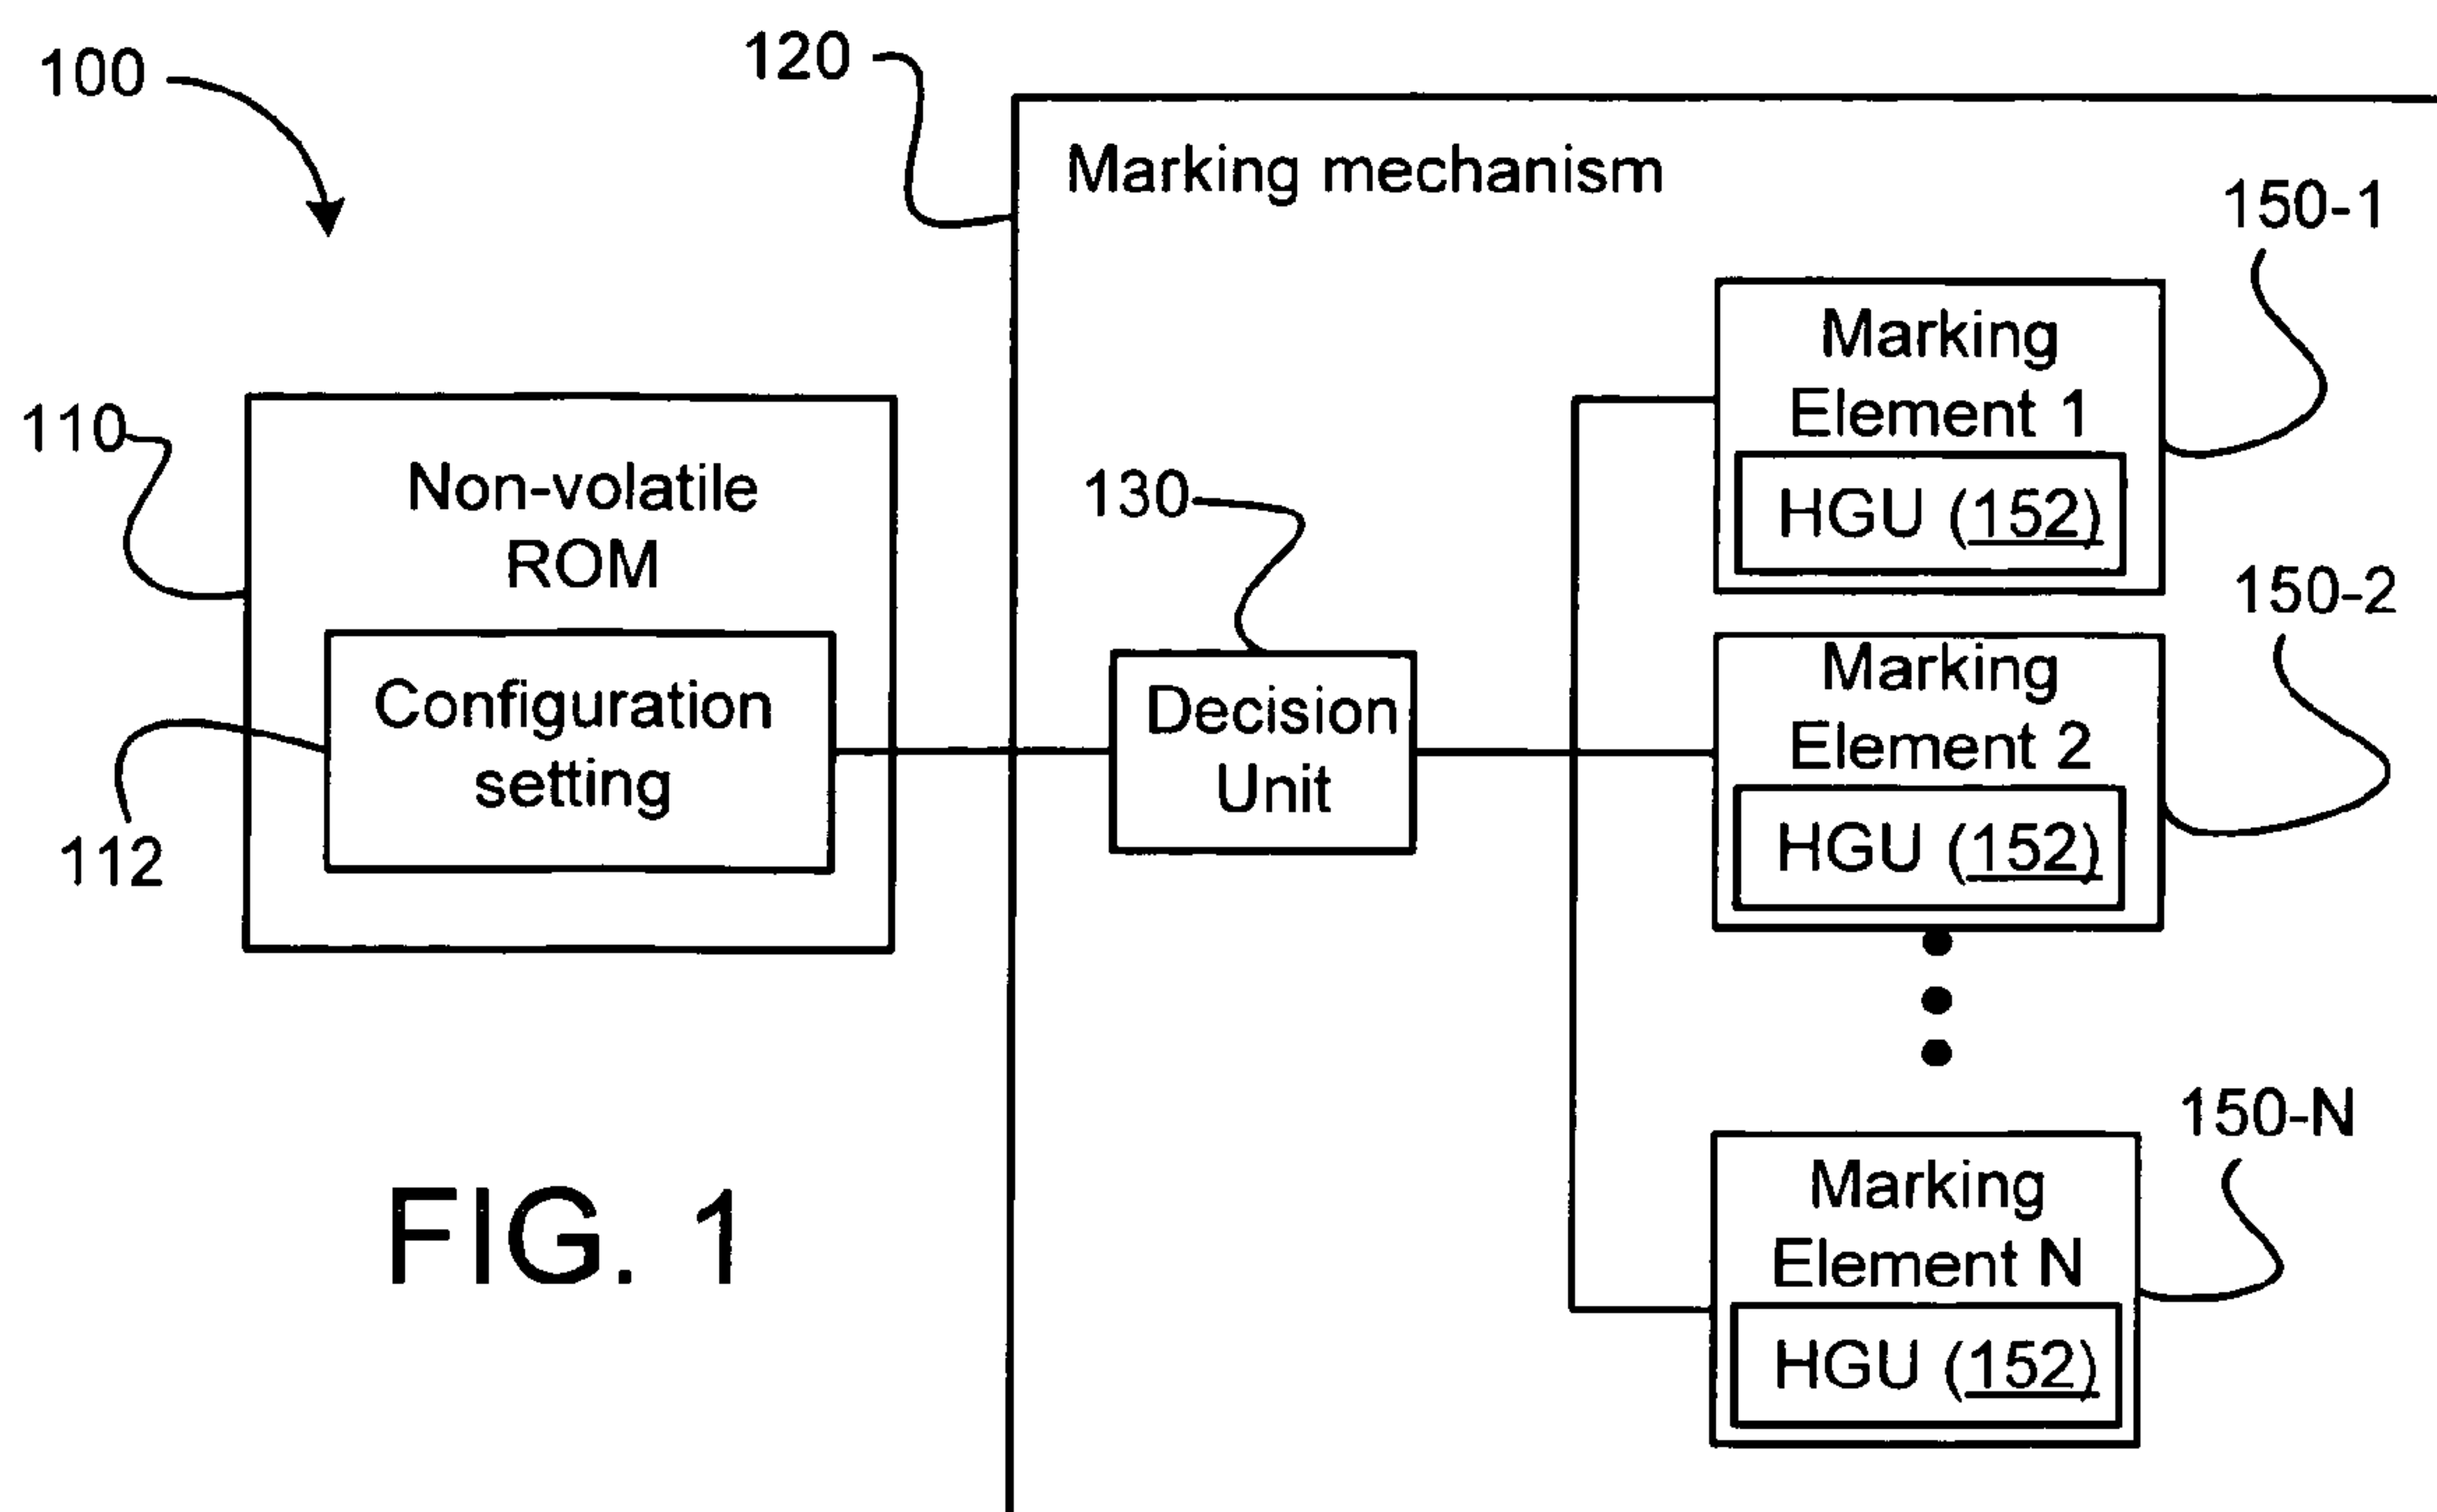 100
120
Marking mechanism
150-1
Marking
Element 1
HGU (152)
110
Non-volatile
ROM
130
150-2
Configuration
setting
Decision
Unit
Marking
Element 2
HGU (152)
112
150-N
Marking
Element N
HGU (152)
FIG. 1